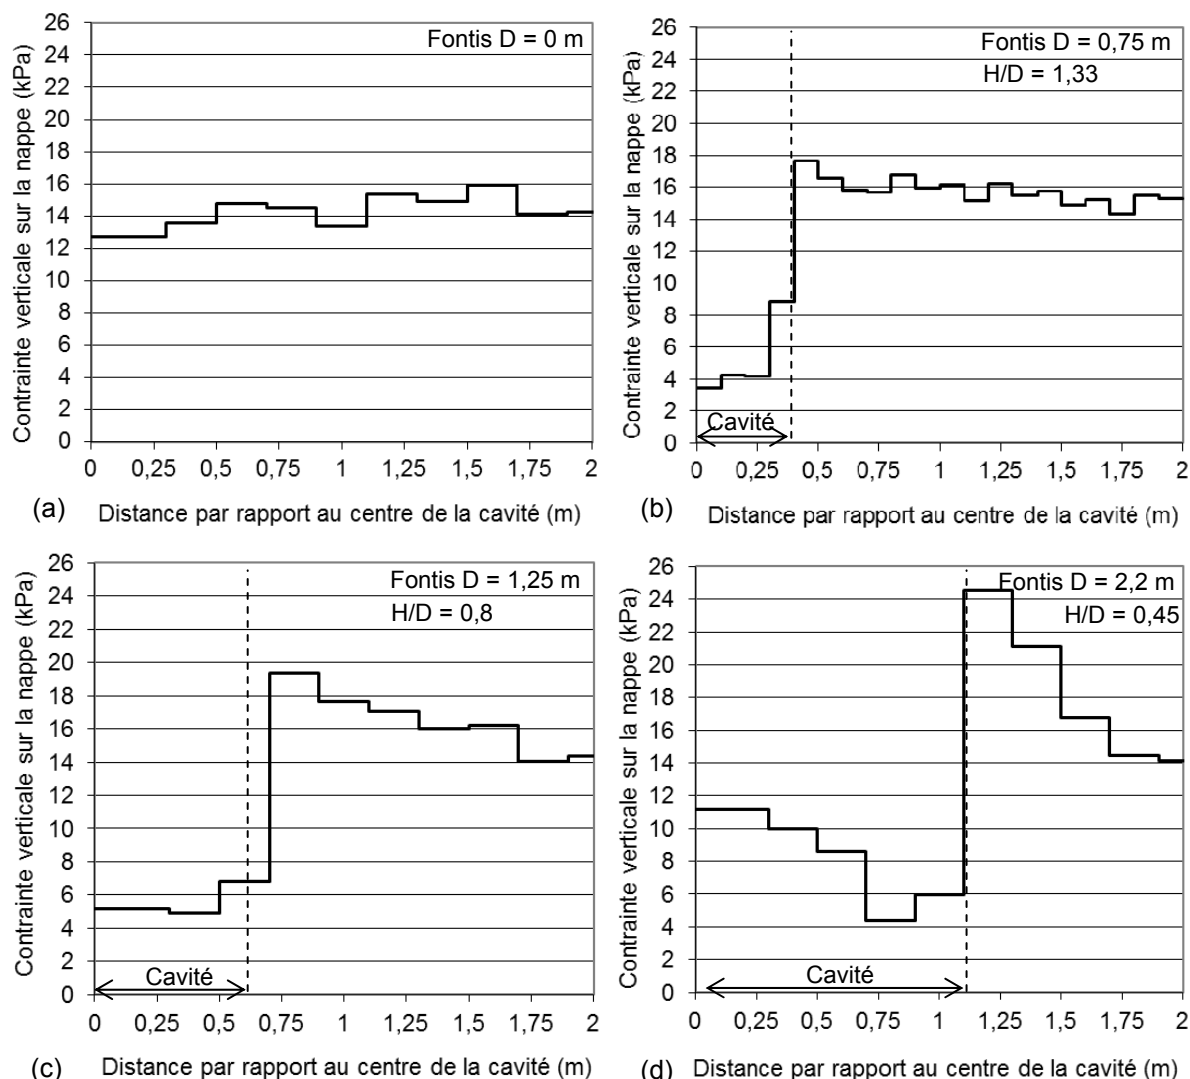 Contrainte verticale sur la nappe (kPa)
26
24
22
20
18
16
14
12
10
8
6
4
2
0
Fontis D = 0 m
0 0,25 0,5 0,75 1 1,25 1,5 1,75 2
(a) Distance par rapport au centre de la cavité (m)
Contrainte verticale sur la nappe (kPa)
26
24
22
20
18
16
14
12
10
8
6
4
2
0
Fontis D = 0,75 m
H/D = 1,33
Cavité
0 0,25 0,5 0,75 1 1,25 1,5 1,75 2
(b) Distance par rapport au centre de la cavité (m)
Contrainte verticale sur la nappe (kPa)
26
24
22
20
18
16
14
12
10
8
6
4
2
0
Fontis D = 1,25 m
H/D = 0,8
Cavité
0 0,25 0,5 0,75 1 1,25 1,5 1,75 2
(c) Distance par rapport au centre de la cavité (m)
Contrainte verticale sur la nappe (kPa)
26
24
22
20
18
16
14
12
10
8
6
4
2
0
Fontis D = 2,2 m
H/D = 0,45
Cavité
0 0,25 0,5 0,75 1 1,25 1,5 1,75 2
(d) Distance par rapport au centre de la cavité (m)